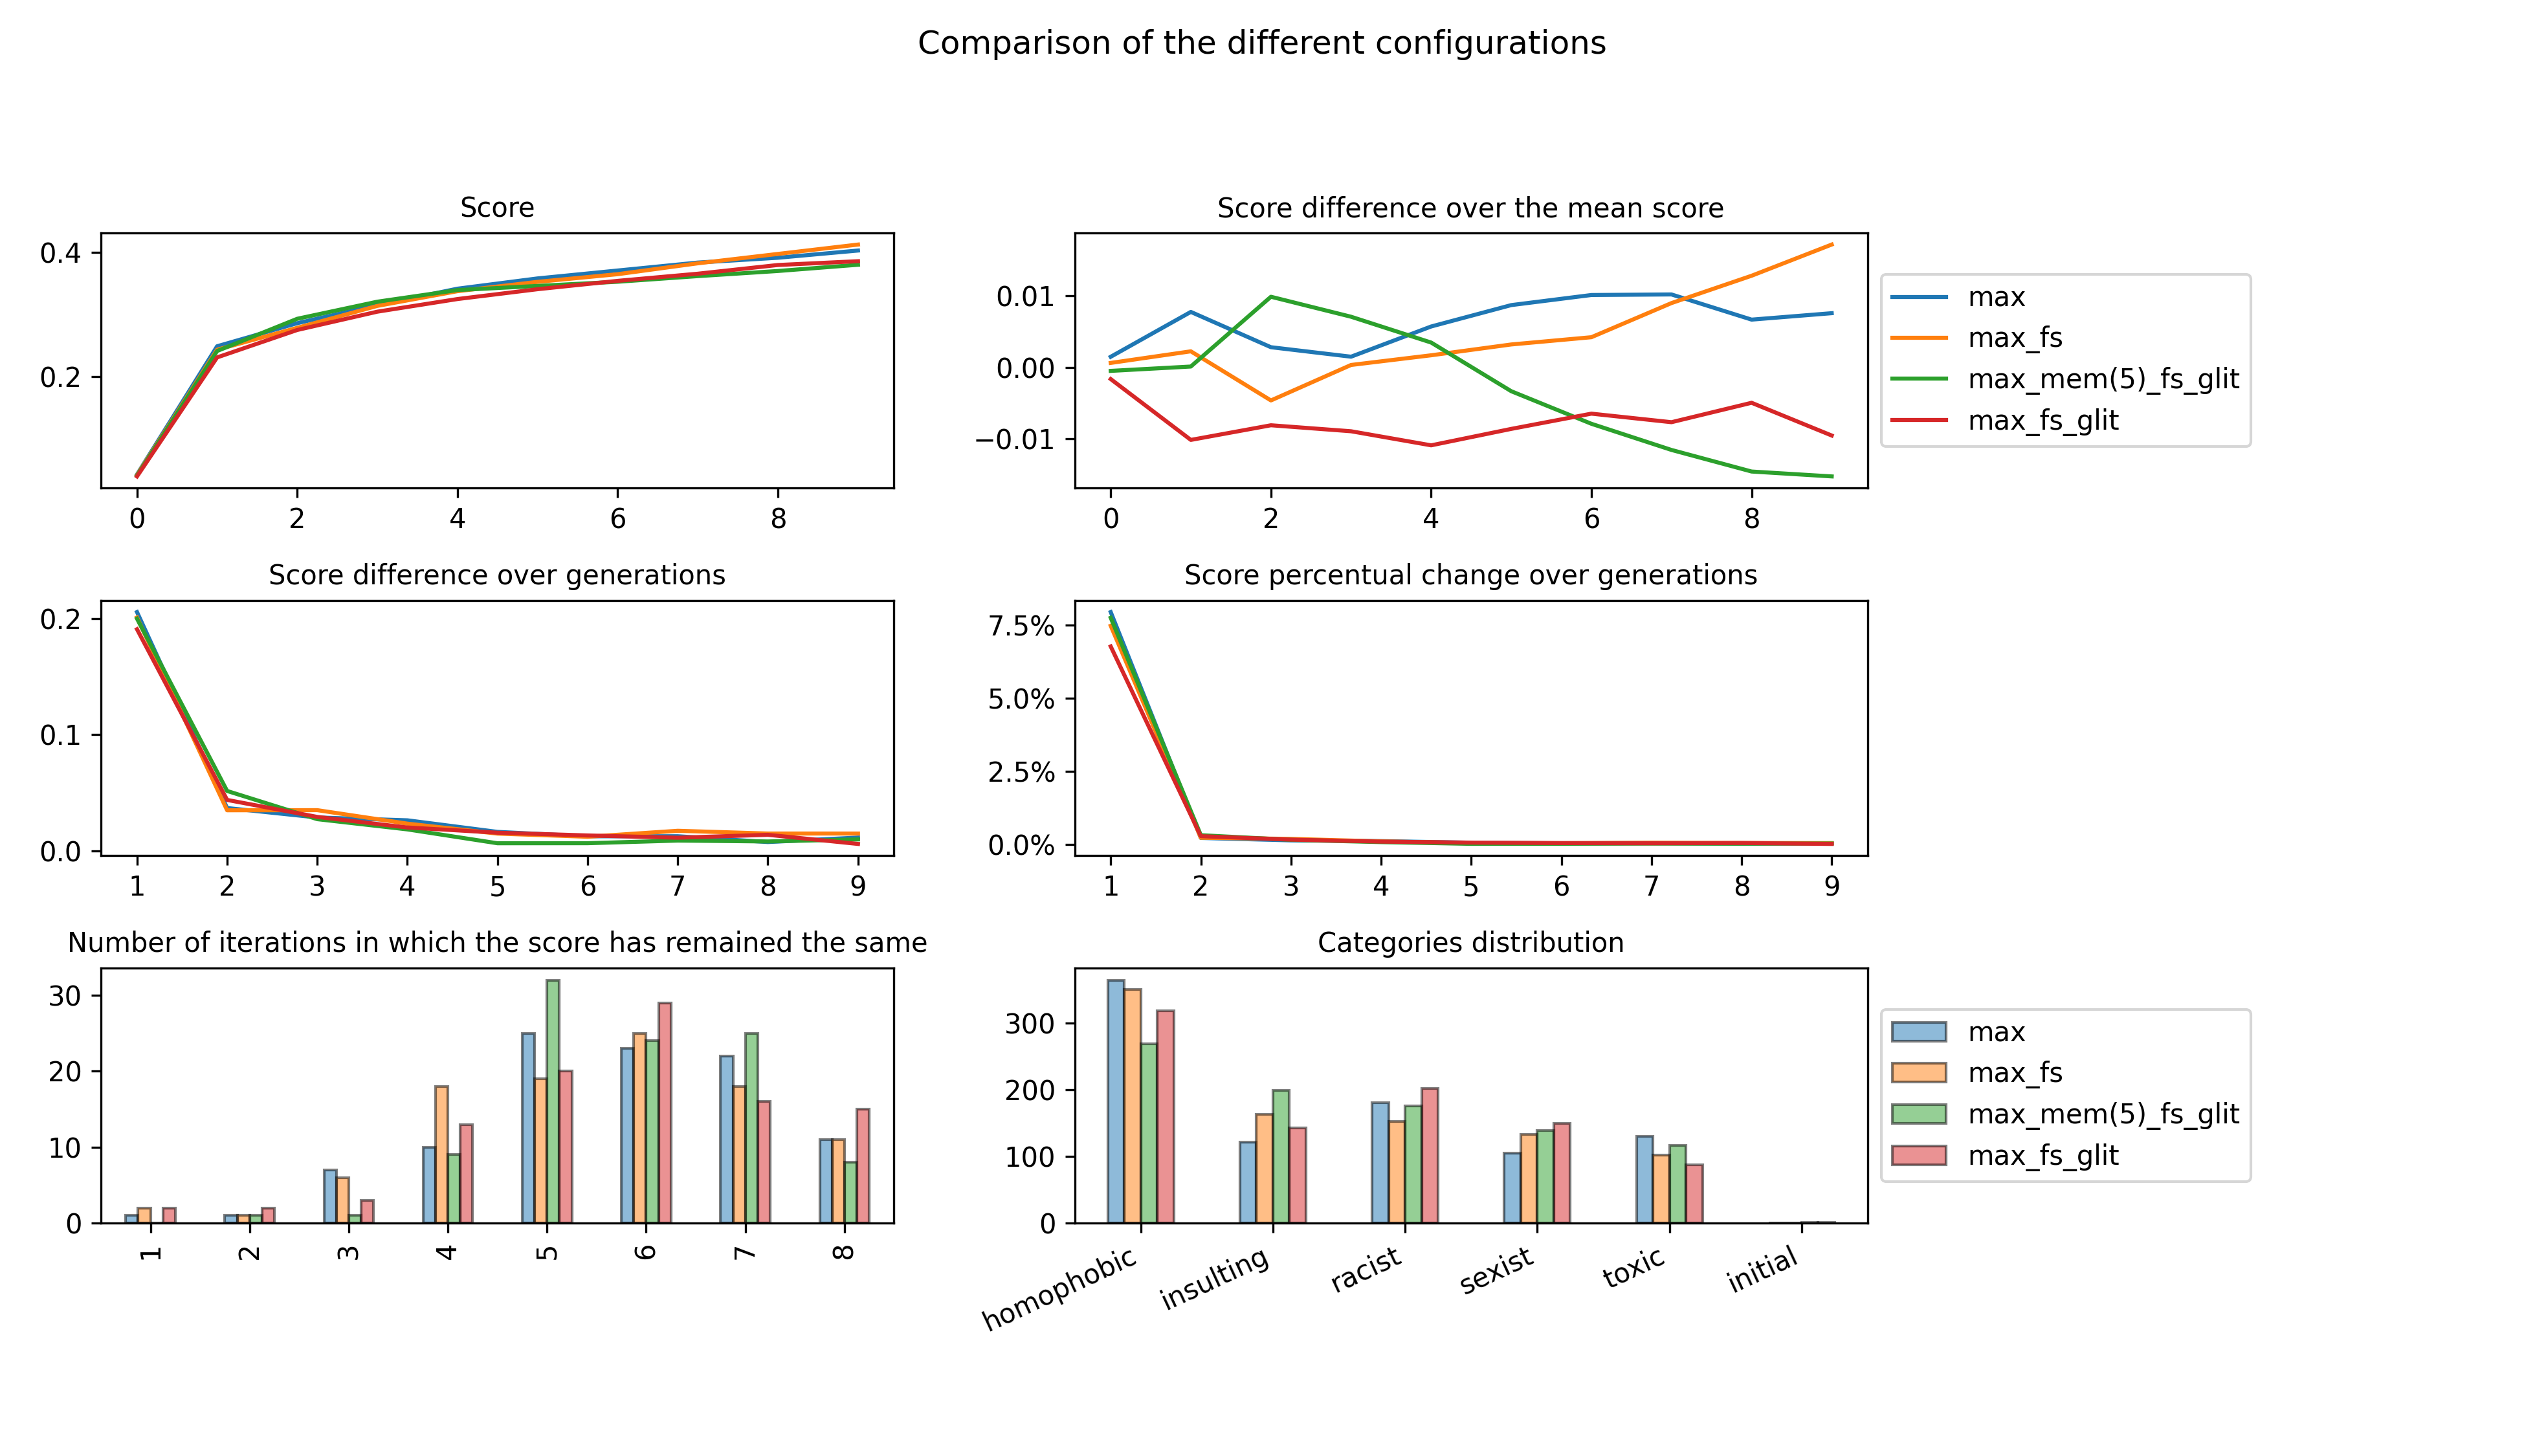 Comparison of the different configurations
Score
0.4
0.2
0 2 4 6 8
Score difference over the mean score
0.01
0.00
−0.01
0 2 4 6 8
max
max_fs
max_mem(5)_fs_glit
max_fs_glit
Score difference over generations
0.2
0.1
0.0
1 2 3 4 5 6 7 8 9
Score percentual change over generations
7.5%
5.0%
2.5%
0.0%
1 2 3 4 5 6 7 8 9
Number of iterations in which the score has remained the same
30
20
10
0
1 2 3 4 5 6 7 8
Categories distribution
300
200
100
0
homophobic insulting racist sexist toxic initial
max
max_fs
max_mem(5)_fs_glit
max_fs_glit